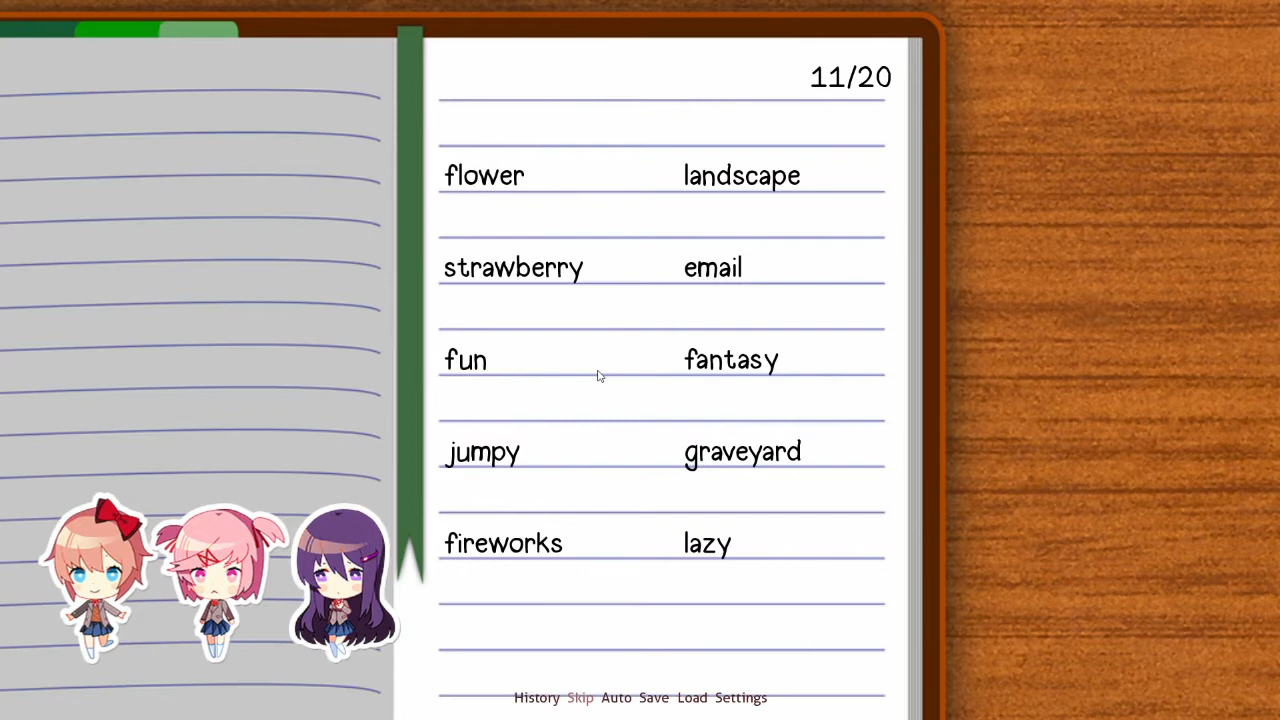 11/20
flower landscape
strawberry email
fun fantasy
jumpy graveyard
fireworks lazy
History Skip Auto Save Load Settings